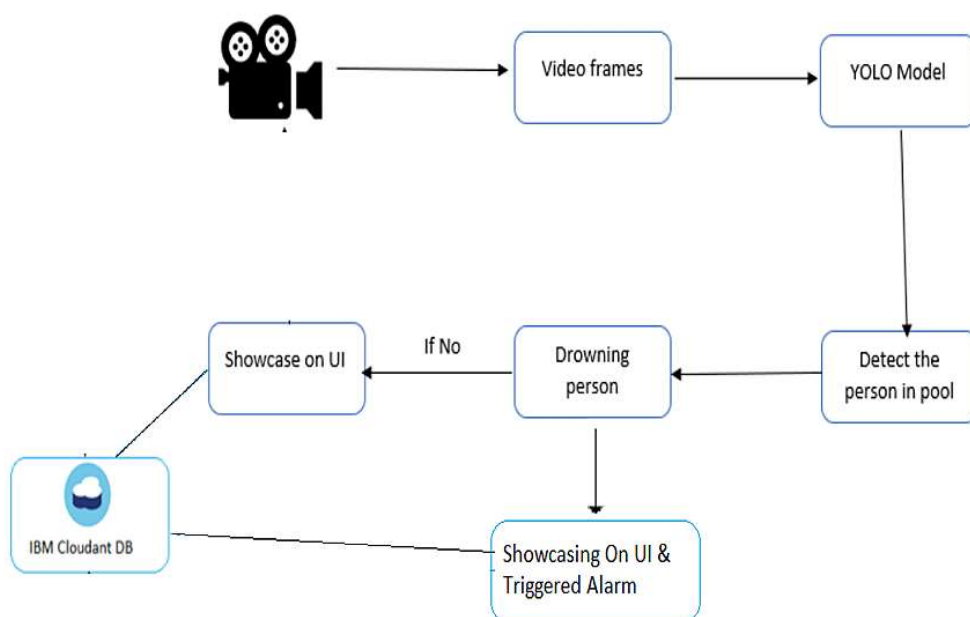 Video frames
YOLO Model
Detect the
person in pool
Drowning
person
If No
Showcase on UI
IBM Cloudant DB
Showcasing On UI &
Triggered Alarm